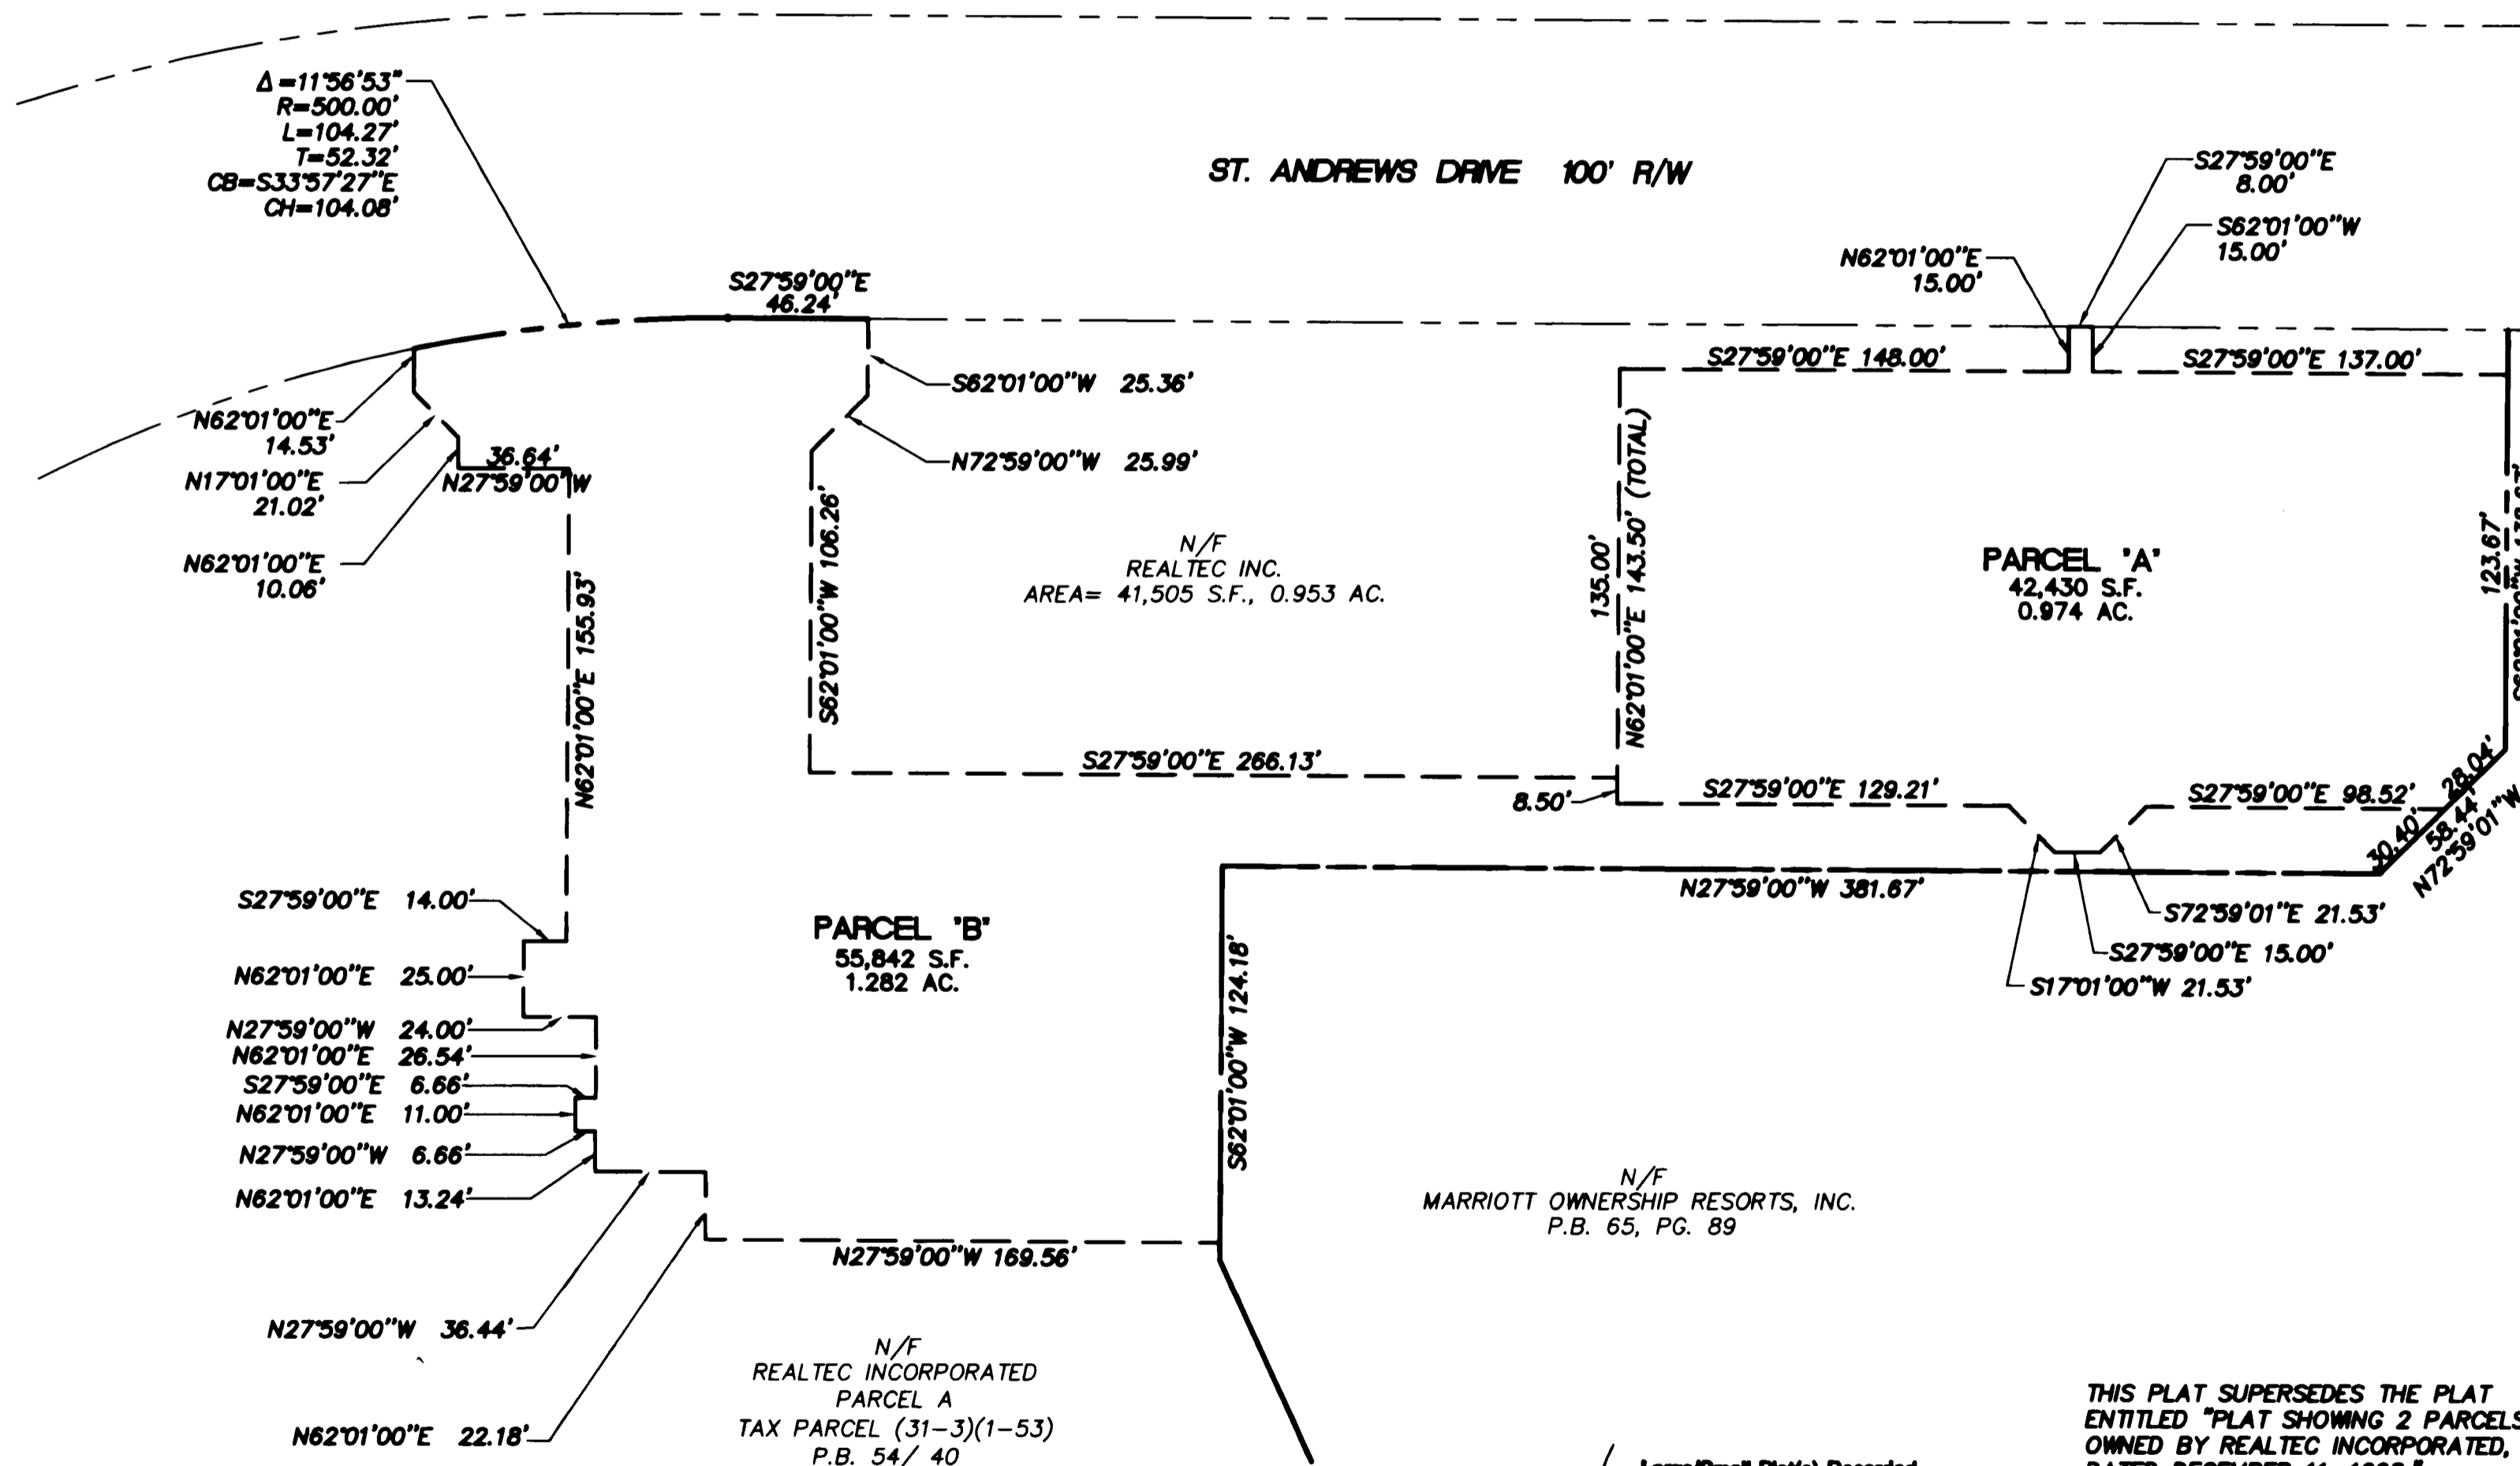 Δ=11°56'53"
R=500.00'
L=104.27'
T=52.32'
CB=S33°57'27"E
CH=104.08'
ST. ANDREWS DRIVE 100' R/W
S27°59'00"E
8.00'
S62°01'00"W
15.00'
N62°01'00"E
15.00'
S27°59'00"E
46.24'
S27°59'00"E 148.00'
S27°59'00"E 137.00'
S62°01'00"W 25.36'
N72°59'00"W 25.99'
N62°01'00"E
14.53'
36.64'
N27°59'00"W
N17°01'00"E
21.02'
N62°01'00"E
10.06'
N62°01'00"E 155.93'
S62°01'00"W 106.26'
N/F
REALTEC INC.
AREA= 41,505 S.F., 0.953 AC.
135.00'
N62°01'00"E 143.50' (TOTAL)
PARCEL "A"
42,430 S.F.
0.974 AC.
123.67'
S27°59'00"E 266.13'
8.50'
S27°59'00"E 129.21'
S27°59'00"E 98.52'
28.04'
30.40'
58.44'
N72°59'01"W
N27°59'00"W 381.67'
S72°59'01"E 21.53'
S27°59'00"E 15.00'
S17°01'00"W 21.53'
S27°59'00"E 14.00'
N62°01'00"E 25.00'
N27°59'00"W 24.00'
N62°01'00"E 26.54'
S27°59'00"E 6.66'
N62°01'00"E 11.00'
N27°59'00"W 6.66'
N62°01'00"E 13.24'
PARCEL "B"
55,842 S.F.
1.282 AC.
S62°01'00"W 124.18'
N27°59'00"W 169.56'
N27°59'00"W 36.44'
N62°01'00"E 22.18'
N/F
MARRIOTT OWNERSHIP RESORTS, INC.
P.B. 65, PG. 89
N/F
REALTEC INCORPORATED
PARCEL A
TAX PARCEL (31-3)(1-53)
P.B. 54/ 40
THIS PLAT SUPERSEDES THE PLAT
ENTITLED "PLAT SHOWING 2 PARCELS
OWNED BY REALTEC INCORPORATED,